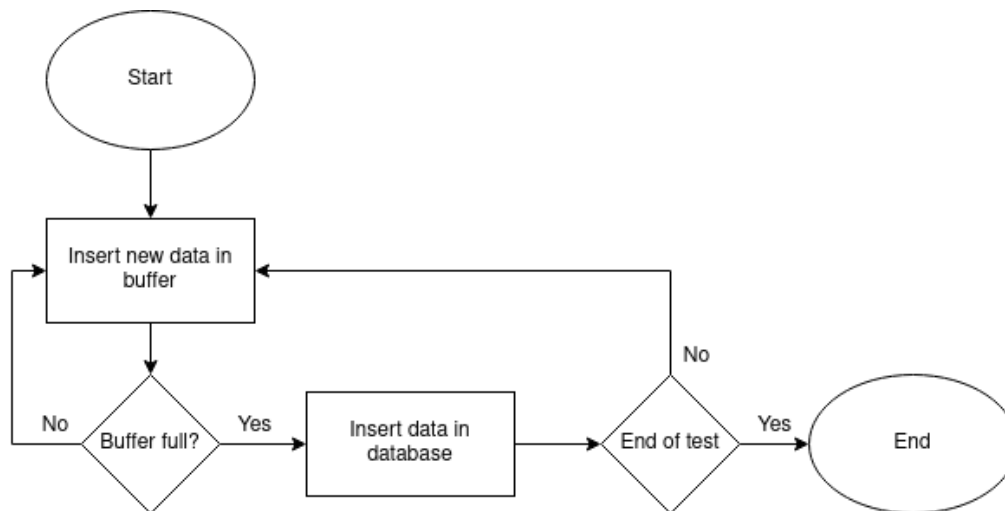 Start
Insert new data in
buffer
No
No
Buffer full?
Yes
Insert data in
database
End of test
Yes
End